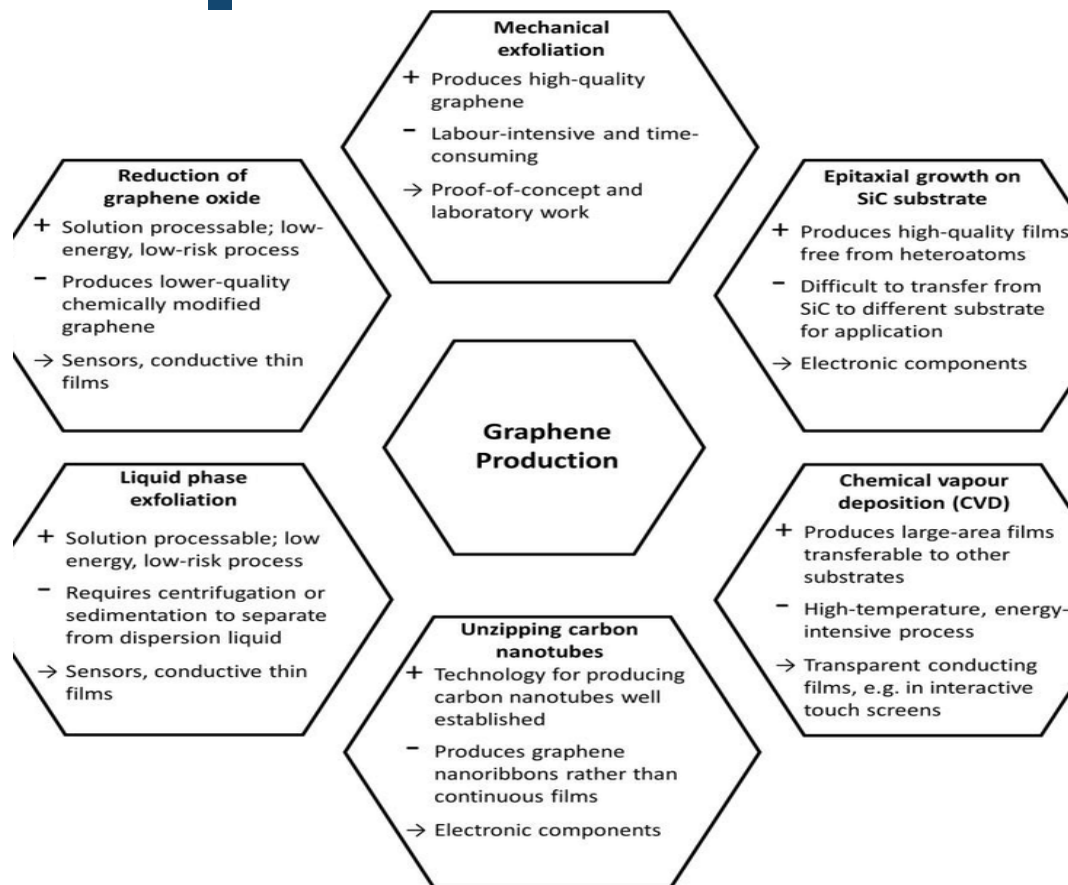 Mechanical
exfoliation
+ Produces high-quality
graphene
- Labour-intensive and time-
consuming
→ Proof-of-concept and
laboratory work
Reduction of
graphene oxide
+ Solution processable; low-
energy, low-risk process
- Produces lower-quality
chemically modified
graphene
→ Sensors, conductive thin
films
Epitaxial growth on
SiC substrate
+ Produces high-quality films
free from heteroatoms
- Difficult to transfer from
SiC to different substrate
for application
→ Electronic components
Graphene
Production
Liquid phase
exfoliation
+ Solution processable; low
energy, low-risk process
- Requires centrifugation or
sedimentation to separate
from dispersion liquid
→ Sensors, conductive thin
films
Chemical vapour
deposition (CVD)
+ Produces large-area films
transferable to other
substrates
- High-temperature, energy-
intensive process
→ Transparent conducting
films, e.g. in interactive
touch screens
Unzipping carbon
nanotubes
+ Technology for producing
carbon nanotubes well
established
- Produces graphene
nanoribbons rather than
continuous films
→ Electronic components